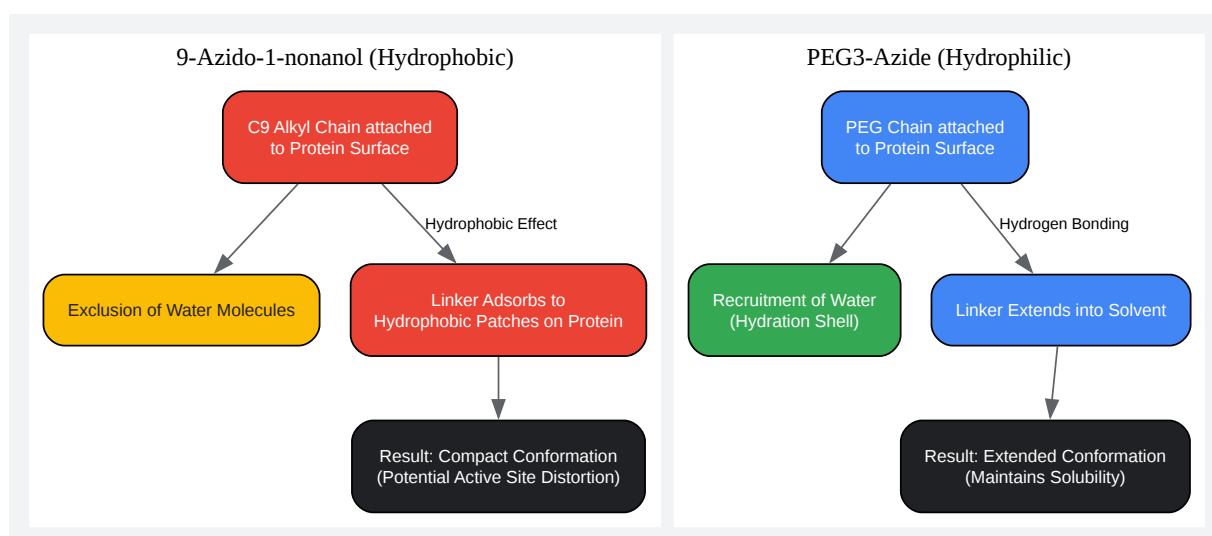 9-Azido-1-nonanol (Hydrophobic)
C9 Alkyl Chain attached
to Protein Surface
Hydrophobic Effect
Exclusion of Water Molecules
Linker Adsorbs to
Hydrophobic Patches on Protein
Result: Compact Conformation
(Potential Active Site Distortion)
PEG3-Azide (Hydrophilic)
PEG Chain attached
to Protein Surface
Hydrogen Bonding
Recruitment of Water
(Hydration Shell)
Linker Extends into Solvent
Result: Extended Conformation
(Maintains Solubility)